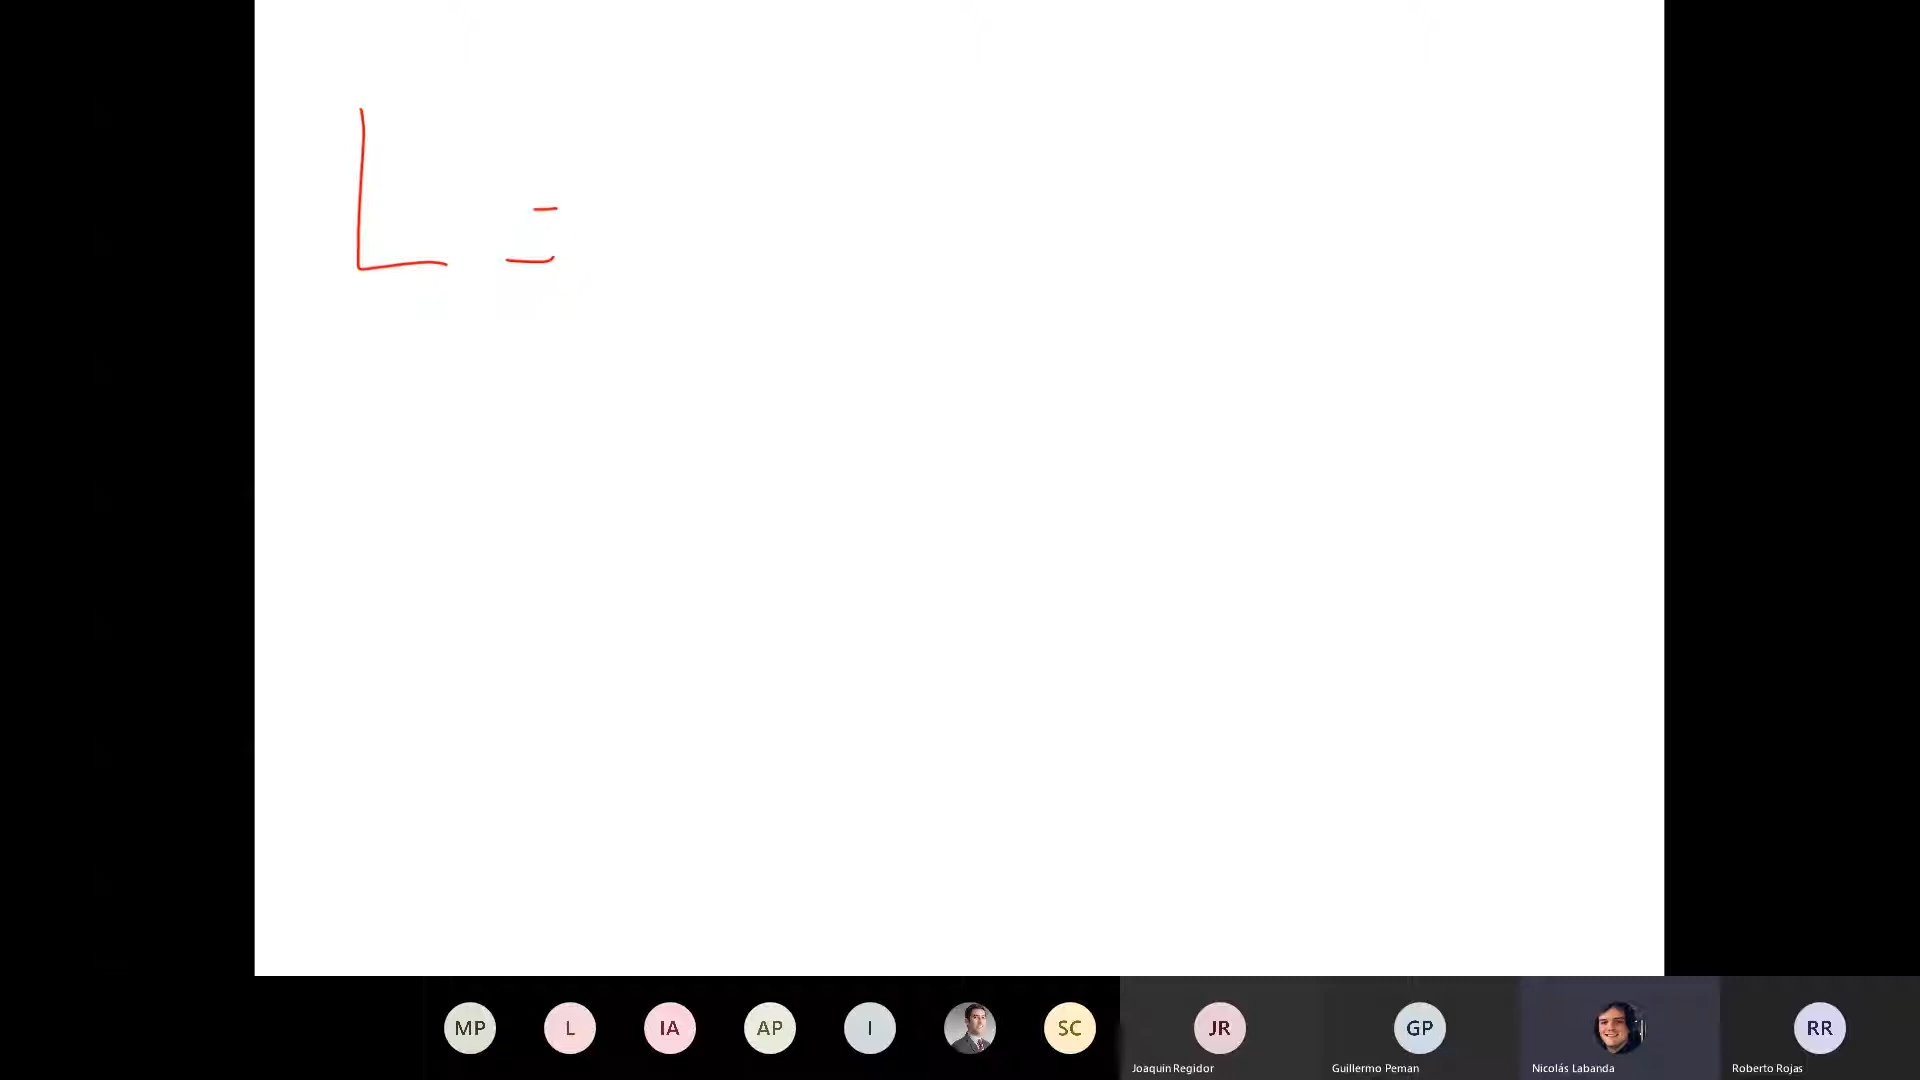 L =
MP L IA AP I SC JR GP RR
Joaquin Regidor Guillermo Peman Nicolás Labanda Roberto Rojas